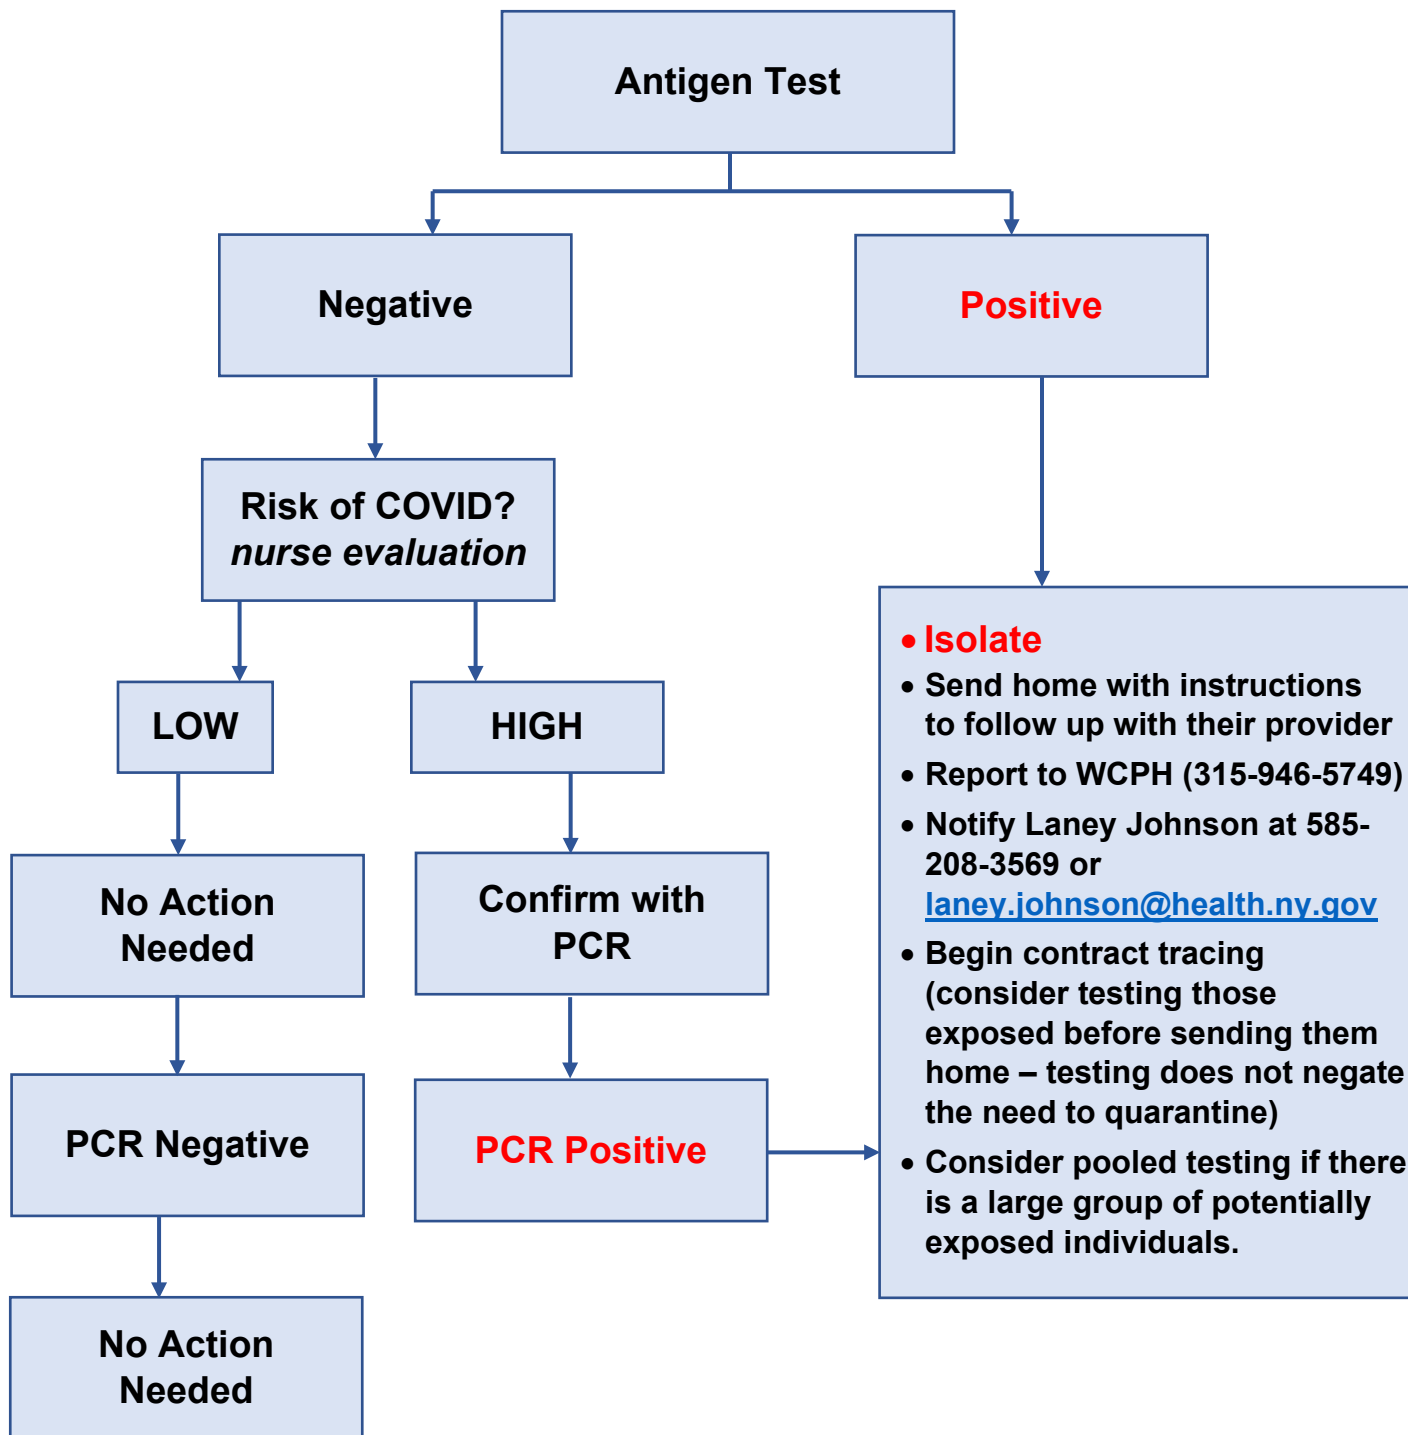 Antigen Test
Negative
Positive
Risk of COVID?
nurse evaluation
LOW
HIGH
No Action
Needed
Confirm with
PCR
PCR Negative
PCR Positive
No Action
Needed
• Isolate
• Send home with instructions
to follow up with their provider
• Report to WCPH (315-946-5749)
• Notify Laney Johnson at 585-
208-3569 or
laney.johnson@health.ny.gov
• Begin contract tracing
(consider testing those
exposed before sending them
home – testing does not negate
the need to quarantine)
• Consider pooled testing if there
is a large group of potentially
exposed individuals.